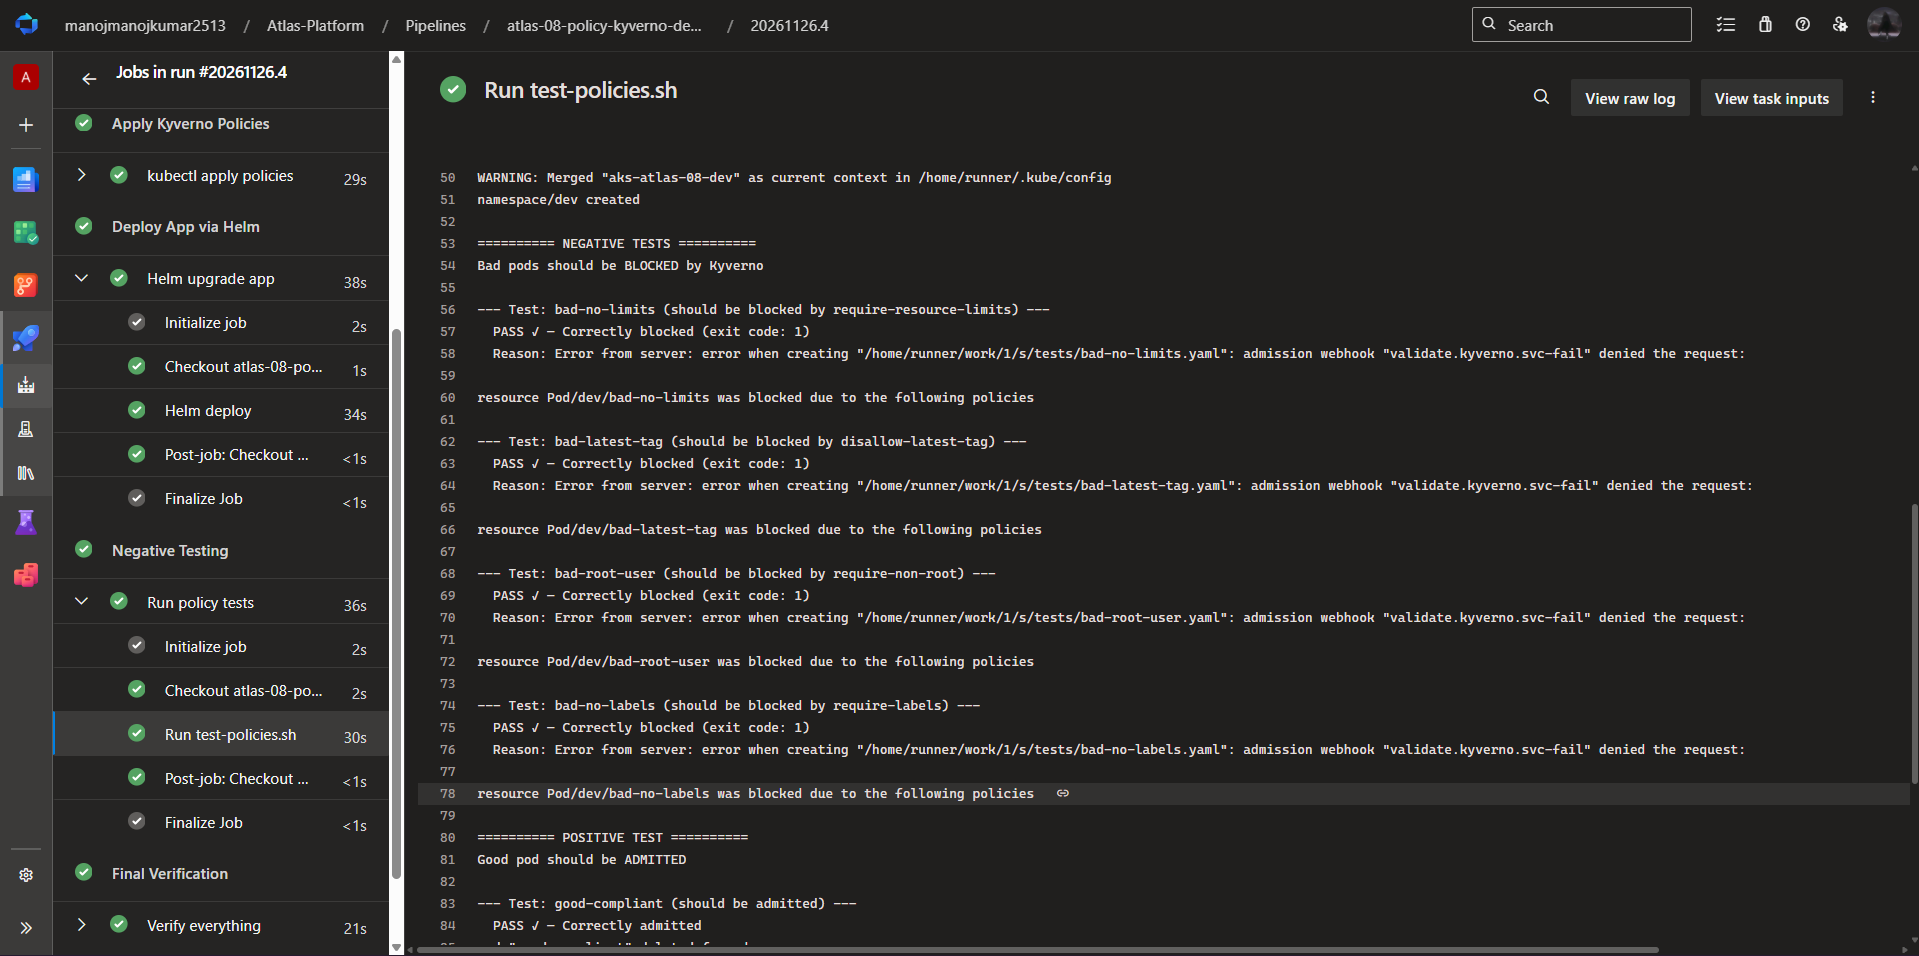 manojmanojkumar2513 / Atlas-Platform / Pipelines / atlas-08-policy-kyverno-de... / 20261126.4
Search
A
Jobs in run #20261126.4
Apply Kyverno Policies
kubectl apply policies 29s
Deploy App via Helm
Helm upgrade app 38s
Initialize job 2s
Checkout atlas-08-po... 1s
Helm deploy 34s
Post-job: Checkout ... <1s
Finalize Job <1s
Negative Testing
Run policy tests 36s
Initialize job 2s
Checkout atlas-08-po... 2s
Run test-policies.sh 30s
Post-job: Checkout ... <1s
Finalize Job <1s
Final Verification
Verify everything 21s
Run test-policies.sh
View raw log
View task inputs
50 WARNING: Merged "aks-atlas-08-dev" as current context in /home/runner/.kube/config
51 namespace/dev created
52
53 ========== NEGATIVE TESTS ==========
54 Bad pods should be BLOCKED by Kyverno
55
56 --- Test: bad-no-limits (should be blocked by require-resource-limits) ---
57 PASS ✓ — Correctly blocked (exit code: 1)
58 Reason: Error from server: error when creating "/home/runner/work/1/s/tests/bad-no-limits.yaml": admission webhook "validate.kyverno.svc-fail" denied the request:
59
60 resource Pod/dev/bad-no-limits was blocked due to the following policies
61
62 --- Test: bad-latest-tag (should be blocked by disallow-latest-tag) ---
63 PASS ✓ — Correctly blocked (exit code: 1)
64 Reason: Error from server: error when creating "/home/runner/work/1/s/tests/bad-latest-tag.yaml": admission webhook "validate.kyverno.svc-fail" denied the request:
65
66 resource Pod/dev/bad-latest-tag was blocked due to the following policies
67
68 --- Test: bad-root-user (should be blocked by require-non-root) ---
69 PASS ✓ — Correctly blocked (exit code: 1)
70 Reason: Error from server: error when creating "/home/runner/work/1/s/tests/bad-root-user.yaml": admission webhook "validate.kyverno.svc-fail" denied the request:
71
72 resource Pod/dev/bad-root-user was blocked due to the following policies
73
74 --- Test: bad-no-labels (should be blocked by require-labels) ---
75 PASS ✓ — Correctly blocked (exit code: 1)
76 Reason: Error from server: error when creating "/home/runner/work/1/s/tests/bad-no-labels.yaml": admission webhook "validate.kyverno.svc-fail" denied the request:
77
78 resource Pod/dev/bad-no-labels was blocked due to the following policies
79
80 ========== POSITIVE TEST ==========
81 Good pod should be ADMITTED
82
83 --- Test: good-compliant (should be admitted) ---
84 PASS ✓ — Correctly admitted